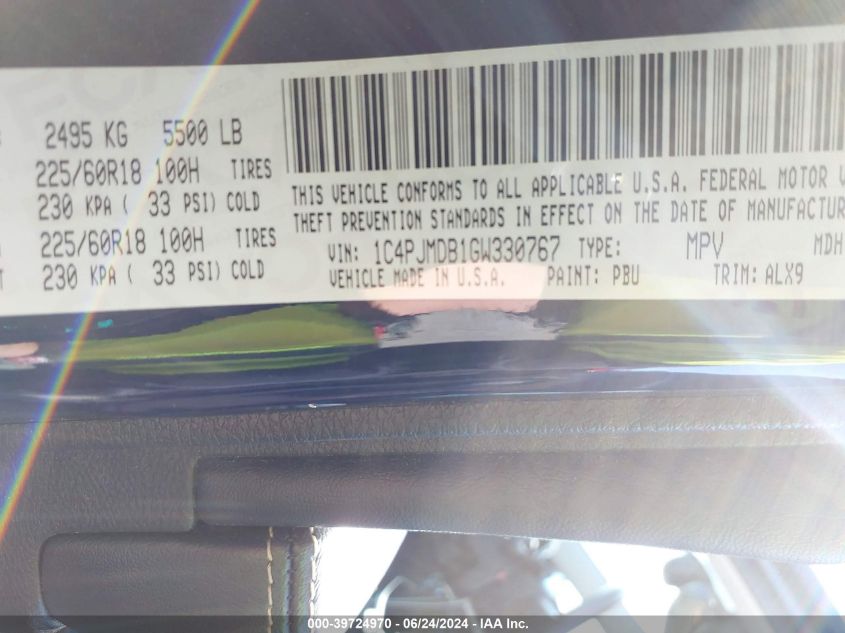 2495 KG 5500 LB
225/60R18 100H TIRES
230 KPA ( 33 PSI) COLD
225/60R18 100H TIRES
230 KPA ( 33 PSI) COLD
THIS VEHICLE CONFORMS TO ALL APPLICABLE U.S.A. FEDERAL MOTOR V
THEFT PREVENTION STANDARDS IN EFFECT ON THE DATE OF MANUFACTURE
VIN: 1C4PJMDB1GW330767 TYPE: MPV MDH
VEHICLE MADE IN U.S.A. PAINT: PBU TRIM: ALX9
000-39724970 - 06/24/2024 - IAA Inc.